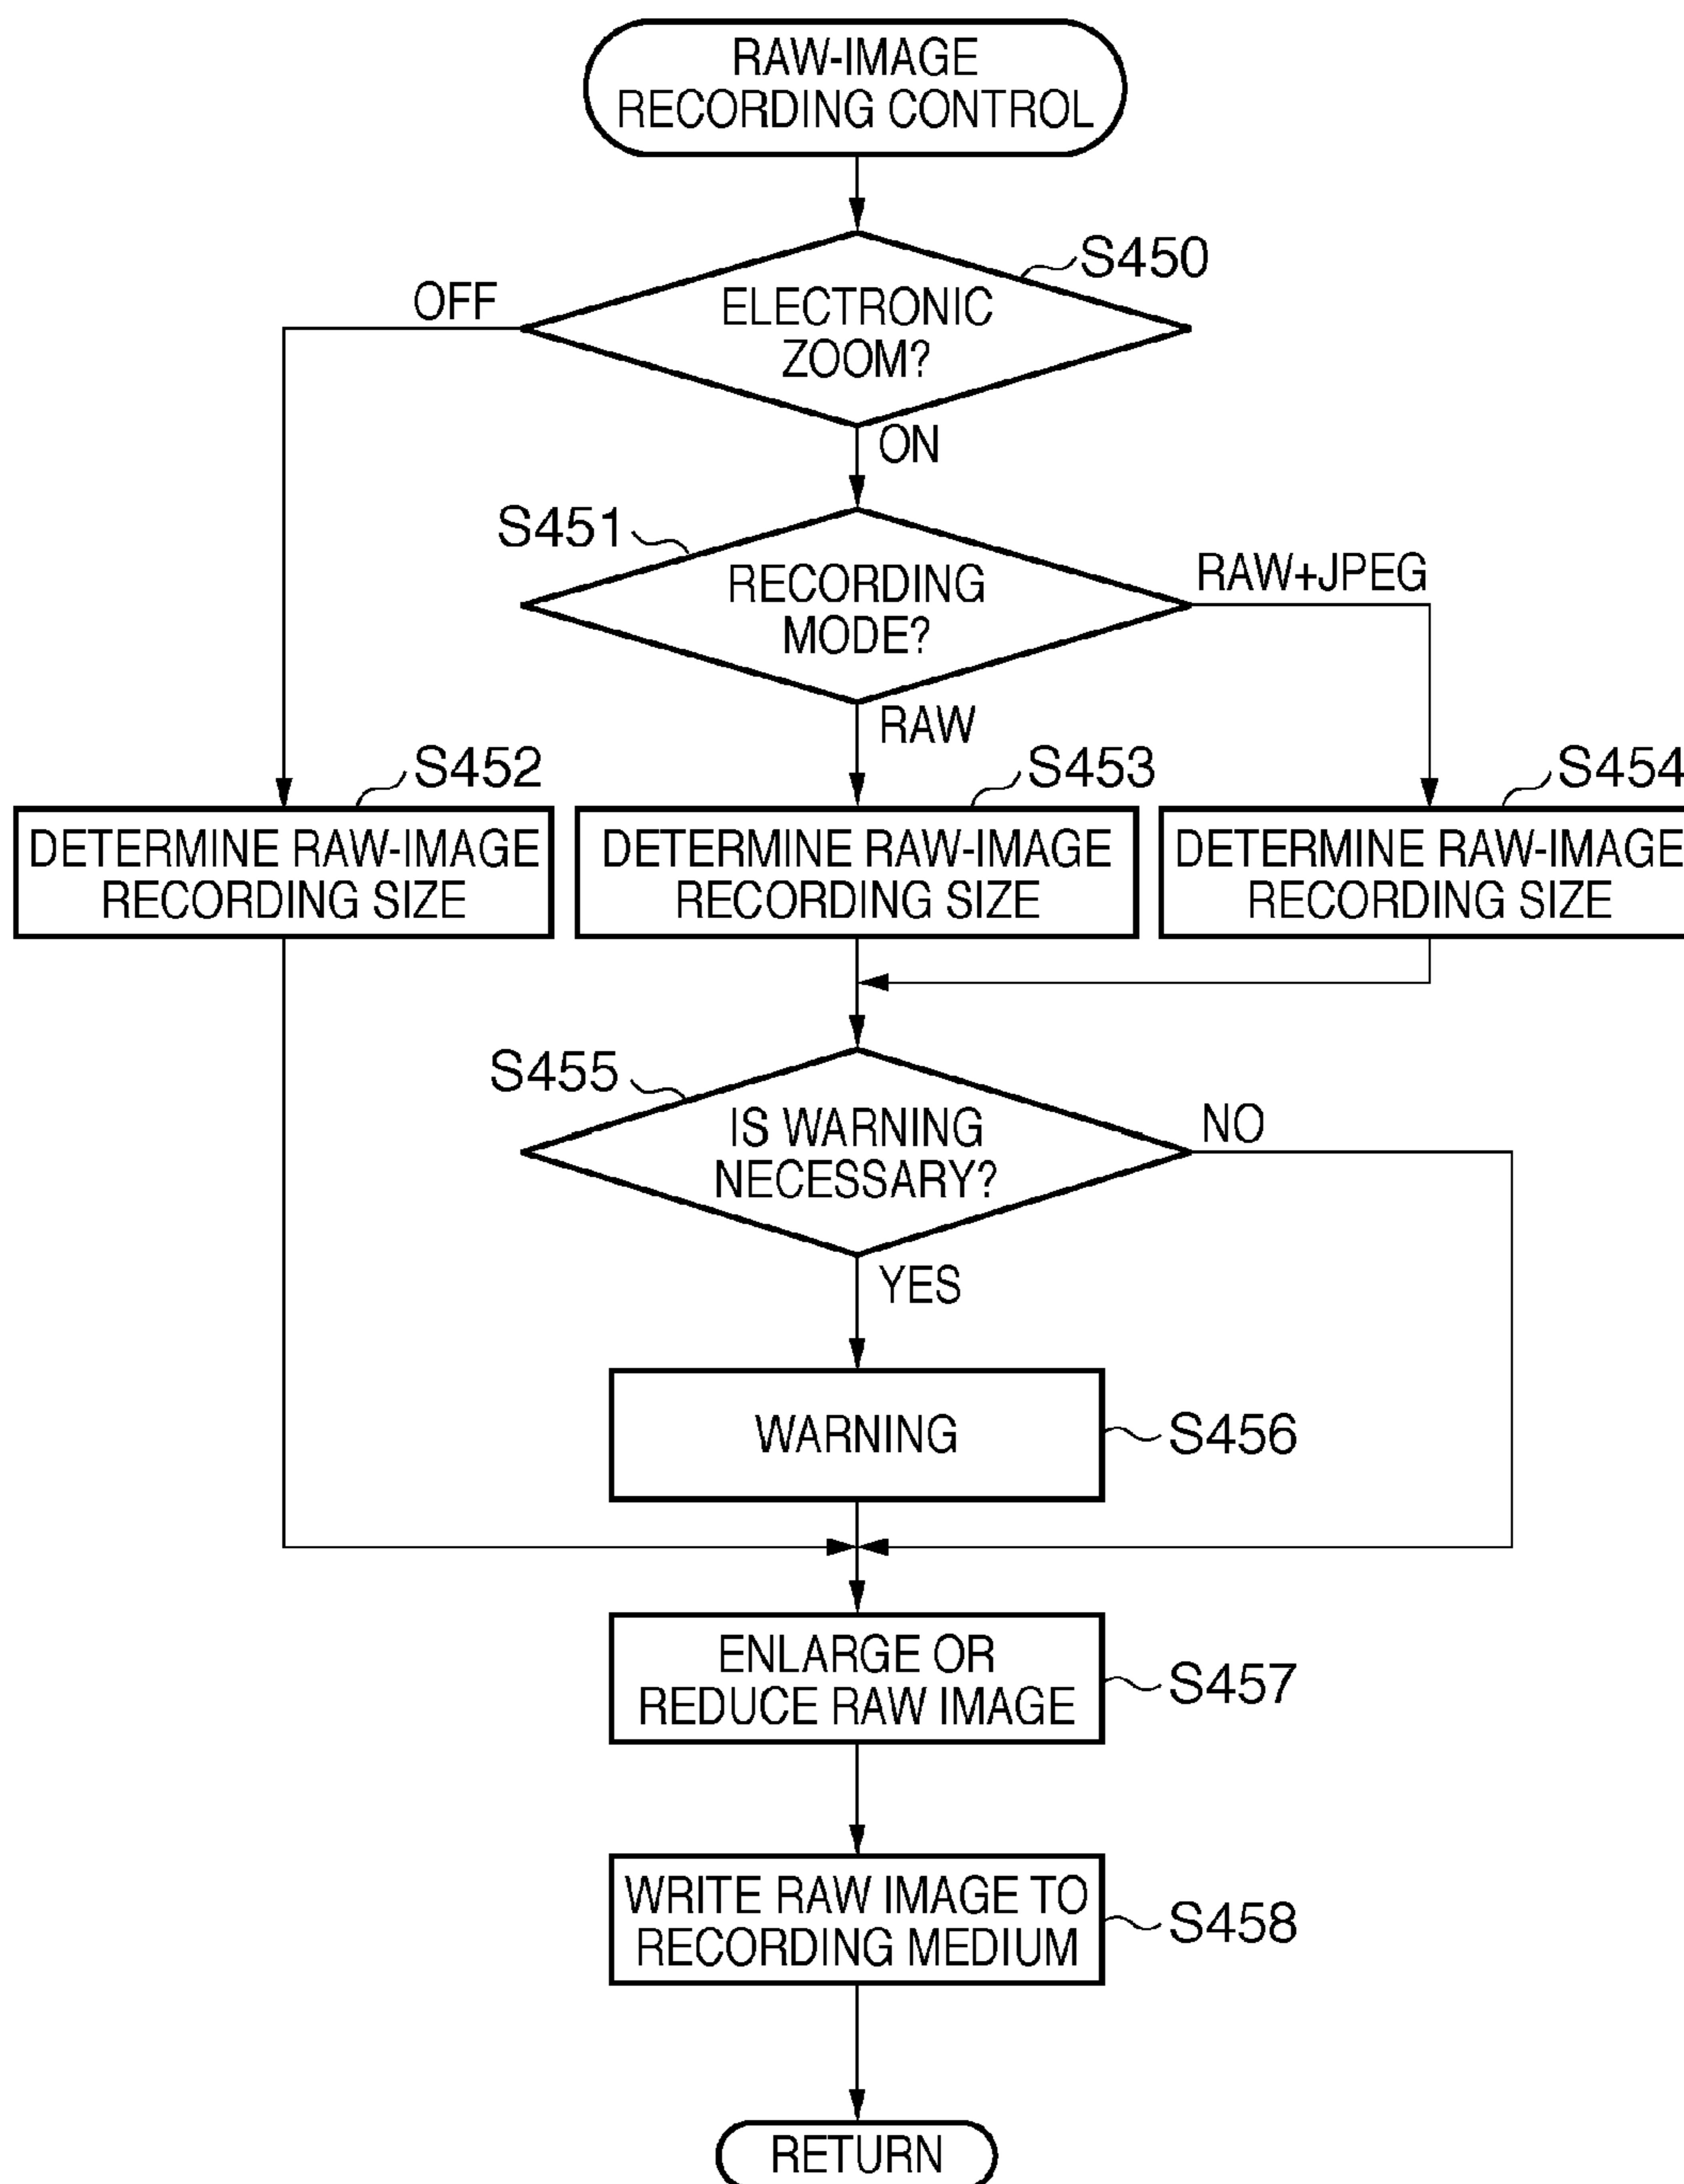 RAW-IMAGE
RECORDING CONTROL
S450
OFF
ELECTRONIC
ZOOM?
ON
S451
RAW+JPEG
RECORDING
MODE?
RAW
S452
S453
S454
DETERMINE RAW-IMAGE
RECORDING SIZE
DETERMINE RAW-IMAGE
RECORDING SIZE
DETERMINE RAW-IMAGE
RECORDING SIZE
S455
NO
IS WARNING
NECESSARY?
YES
WARNING
S456
ENLARGE OR
REDUCE RAW IMAGE
S457
WRITE RAW IMAGE TO
RECORDING MEDIUM
S458
RETURN